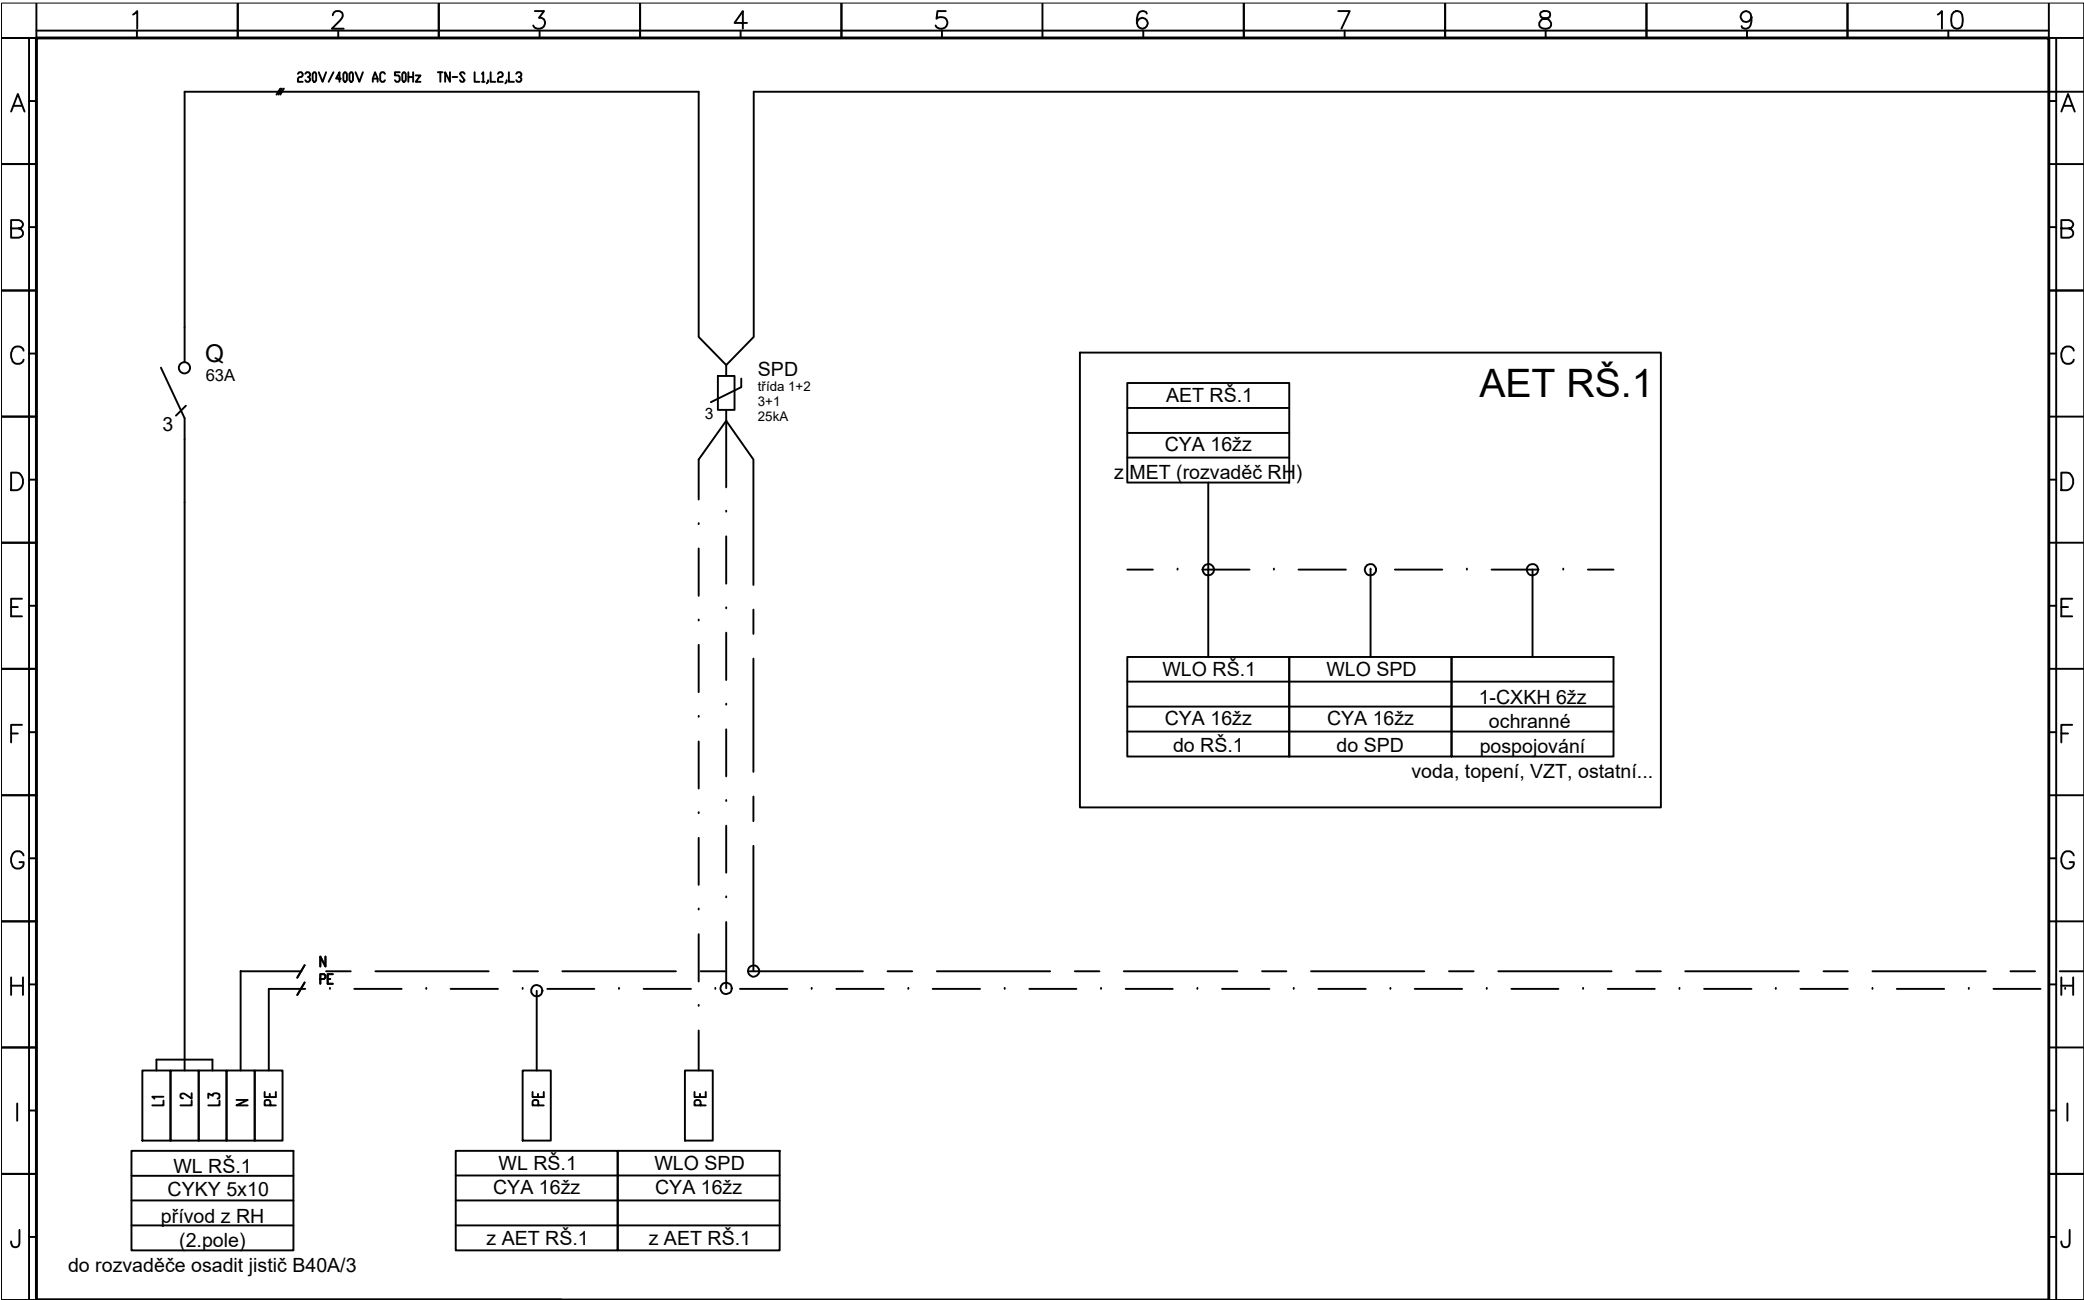 1 2 3 4 5 6 7 8 9 10
230V/400V AC 50Hz TN-S L1,L2,L3
A A
B B
C C
Q
63A
3
SPD
třída 1+2
3+1
25kA
3
AET RŠ.1
AET RŠ.1
CYA 16žz
z MET (rozvaděč RH)
D D
E E
WLO RŠ.1 WLO SPD
1-CXKH 6žz
CYA 16žz CYA 16žz ochranné
do RŠ.1 do SPD pospojování
voda, topení, VZT, ostatní...
F F
G G
N
PE
H H
L1 L2 L3 N PE PE PE
I I
WL RŠ.1 WL RŠ.1 WLO SPD
CYKY 5x10 CYA 16žz CYA 16žz
přívod z RH
(2.pole) z AET RŠ.1 z AET RŠ.1
J J
do rozvaděče osadit jistič B40A/3